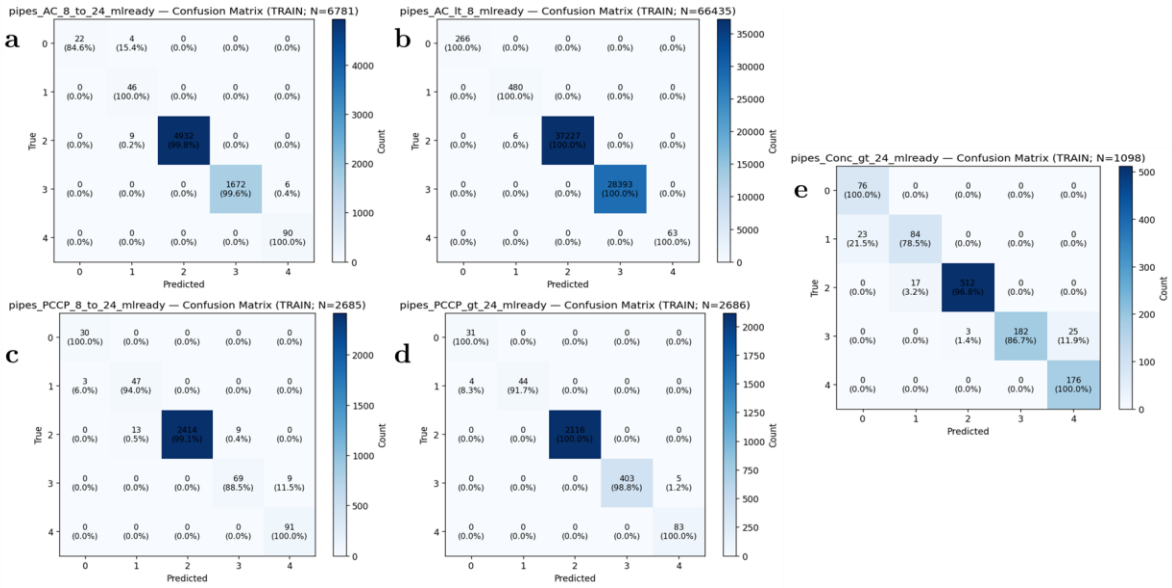 a
pipes_AC_8_to_24_mlready — Confusion Matrix (TRAIN; N=6781)
0 22 4 0 0 0
(84.6%) (15.4%) (0.0%) (0.0%) (0.0%)
1 0 46 0 0 0
(0.0%) (100.0%) (0.0%) (0.0%) (0.0%)
2 0 9 4932 0 0
(0.0%) (0.2%) (99.8%) (0.0%) (0.0%)
3 0 0 0 1672 6
(0.0%) (0.0%) (0.0%) (99.6%) (0.4%)
4 0 0 0 0 90
(0.0%) (0.0%) (0.0%) (0.0%) (100.0%)
0 1 2 3 4
Predicted
True
4000
3000
2000
1000
0
Count
b
pipes_AC_lt_8_mlready — Confusion Matrix (TRAIN; N=66435)
0 266 0 0 0 0
(100.0%) (0.0%) (0.0%) (0.0%) (0.0%)
1 0 480 0 0 0
(0.0%) (100.0%) (0.0%) (0.0%) (0.0%)
2 0 6 37227 0 0
(0.0%) (0.0%) (100.0%) (0.0%) (0.0%)
3 0 0 0 28393 0
(0.0%) (0.0%) (0.0%) (100.0%) (0.0%)
4 0 0 0 0 63
(0.0%) (0.0%) (0.0%) (0.0%) (100.0%)
0 1 2 3 4
Predicted
True
35000
30000
25000
20000
15000
10000
5000
0
Count
c
pipes_PCCP_8_to_24_mlready — Confusion Matrix (TRAIN; N=2685)
0 30 0 0 0 0
(100.0%) (0.0%) (0.0%) (0.0%) (0.0%)
1 3 47 0 0 0
(6.0%) (94.0%) (0.0%) (0.0%) (0.0%)
2 0 13 2414 9 0
(0.0%) (0.5%) (99.1%) (0.4%) (0.0%)
3 0 0 0 69 9
(0.0%) (0.0%) (0.0%) (88.5%) (11.5%)
4 0 0 0 0 91
(0.0%) (0.0%) (0.0%) (0.0%) (100.0%)
0 1 2 3 4
Predicted
True
2000
1500
1000
500
0
Count
d
pipes_PCCP_gt_24_mlready — Confusion Matrix (TRAIN; N=2686)
0 31 0 0 0 0
(100.0%) (0.0%) (0.0%) (0.0%) (0.0%)
1 4 44 0 0 0
(8.3%) (91.7%) (0.0%) (0.0%) (0.0%)
2 0 0 2116 0 0
(0.0%) (0.0%) (100.0%) (0.0%) (0.0%)
3 0 0 0 403 5
(0.0%) (0.0%) (0.0%) (98.8%) (1.2%)
4 0 0 0 0 83
(0.0%) (0.0%) (0.0%) (0.0%) (100.0%)
0 1 2 3 4
Predicted
True
2000
1750
1500
1250
1000
750
500
250
0
Count
e
pipes_Conc_gt_24_mlready — Confusion Matrix (TRAIN; N=1098)
0 76 0 0 0 0
(100.0%) (0.0%) (0.0%) (0.0%) (0.0%)
1 23 84 0 0 0
(21.5%) (78.5%) (0.0%) (0.0%) (0.0%)
2 0 17 512 0 0
(0.0%) (3.2%) (96.8%) (0.0%) (0.0%)
3 0 0 3 182 25
(0.0%) (0.0%) (1.4%) (86.7%) (11.9%)
4 0 0 0 0 176
(0.0%) (0.0%) (0.0%) (0.0%) (100.0%)
0 1 2 3 4
Predicted
True
500
400
300
200
100
0
Count